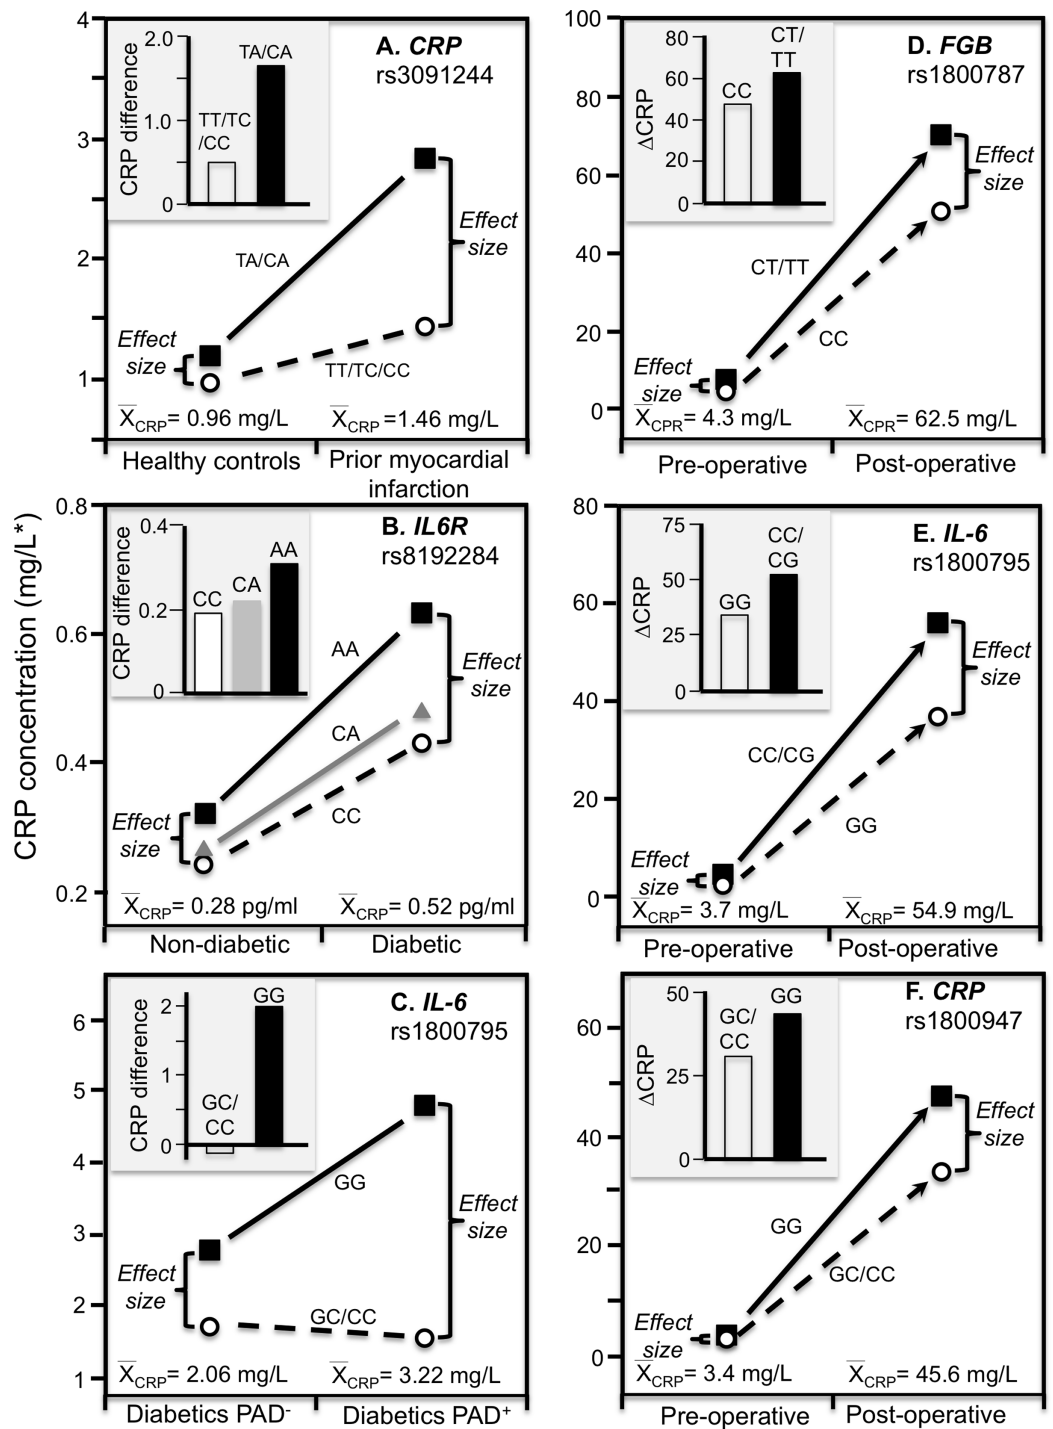 CRP concentration (mg/L*)
A. CRP
rs3091244
4
3
2
1
CRP difference
2.0
1.0
0
TT/TC
/CC
TA/CA
TA/CA
TT/TC/CC
Effect
size
Effect
size
X̅CRP= 0.96 mg/L
X̅CRP =1.46 mg/L
Healthy controls
Prior myocardial
infarction
B. IL6R
rs8192284
0.8
0.6
0.4
0.2
CRP difference
0.4
0.2
0
CC
CA
AA
AA
CA
CC
Effect
size
Effect
size
X̅CRP= 0.28 pg/ml
X̅CRP= 0.52 pg/ml
Non-diabetic
Diabetic
C. IL-6
rs1800795
6
5
4
3
2
1
CRP difference
2
1
0
GC/
CC
GG
GG
GC/CC
Effect
size
Effect
size
X̅CRP= 2.06 mg/L
X̅CRP= 3.22 mg/L
Diabetics PAD-
Diabetics PAD+
D. FGB
rs1800787
100
80
60
40
20
0
ΔCRP
80
60
40
20
0
CC
CT/
TT
CT/TT
CC
Effect
size
Effect
size
X̅CPR= 4.3 mg/L
X̅CPR= 62.5 mg/L
Pre-operative
Post-operative
E. IL-6
rs1800795
80
60
40
20
0
ΔCRP
75
50
25
0
GG
CC/
CG
CC/CG
GG
Effect
size
Effect
size
X̅CRP= 3.7 mg/L
X̅CRP= 54.9 mg/L
Pre-operative
Post-operative
F. CRP
rs1800947
60
40
20
0
ΔCRP
50
25
0
GC/
CC
GG
GG
GC/CC
Effect
size
Effect
size
X̅CRP= 3.4 mg/L
X̅CPR= 45.6 mg/L
Pre-operative
Post-operative